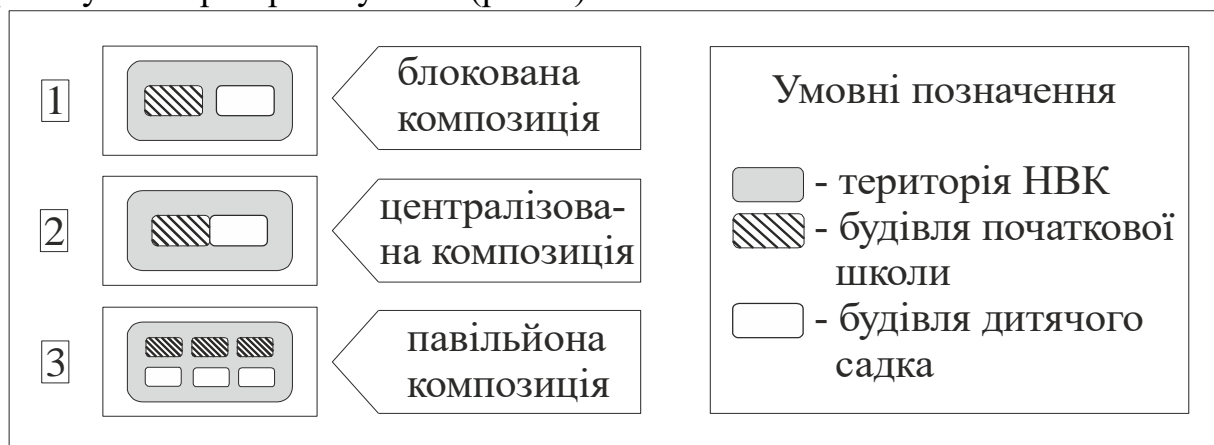 1
блокована
композиція
2
централізова-
на композиція
3
павільйона
композиція
Умовні позначення
- територія НВК
- будівля початкової
школи
- будівля дитячого
садка